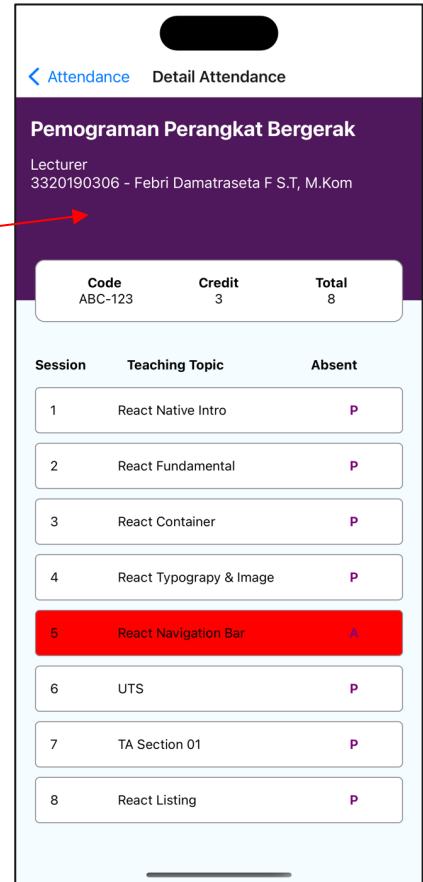 Attendance Detail Attendance
Pemograman Perangkat Bergerak
Lecturer
3320190306 - Febri Damatraseta F S.T, M.Kom
Code Credit Total
ABC-123 3 8
Session Teaching Topic Absent
1 React Native Intro P
2 React Fundamental P
3 React Container P
4 React Typograpy & Image P
5 React Navigation Bar A
6 UTS P
7 TA Section 01 P
8 React Listing P